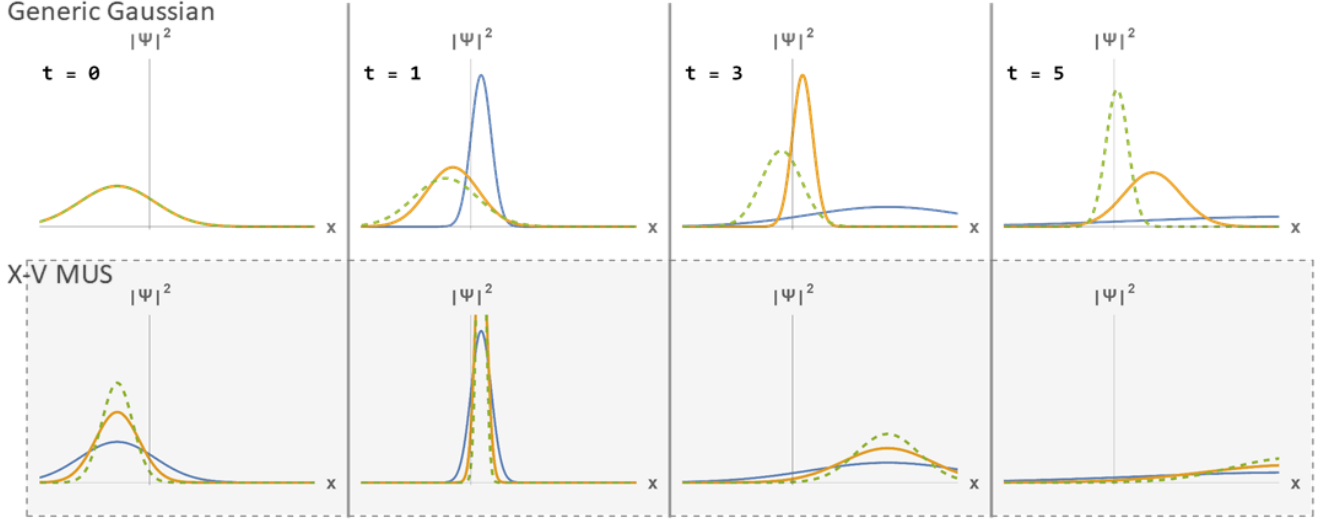 Generic Gaussian
|Ψ|² |Ψ|² |Ψ|² |Ψ|²
t = 0 t = 1 t = 3 t = 5
x x x x
X-V MUS
|Ψ|² |Ψ|² |Ψ|² |Ψ|²
x x x x